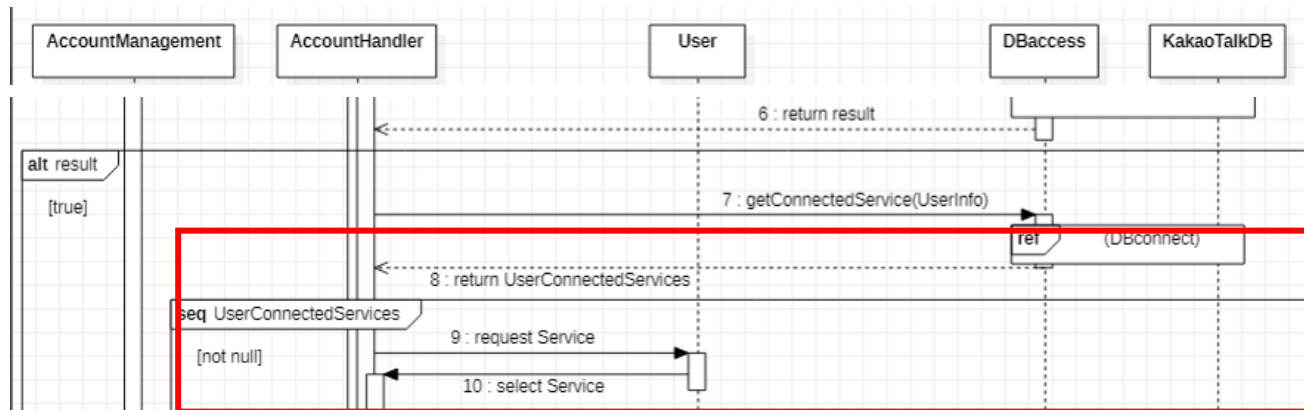 AccountManagement AccountHandler User DBaccess KakaoTalkDB
6 : return result
alt result
[true]
7 : getConnectedService(UserInfo)
ref (DBconnect)
8 : return UserConnectedServices
seq UserConnectedServices
[not null]
9 : request Service
10 : select Service